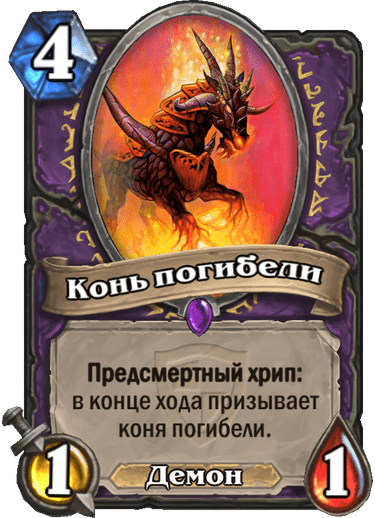 4
Конь погибели
Предсмертный хрип:
в конце хода призывает
коня погибели.
1
Демон
1